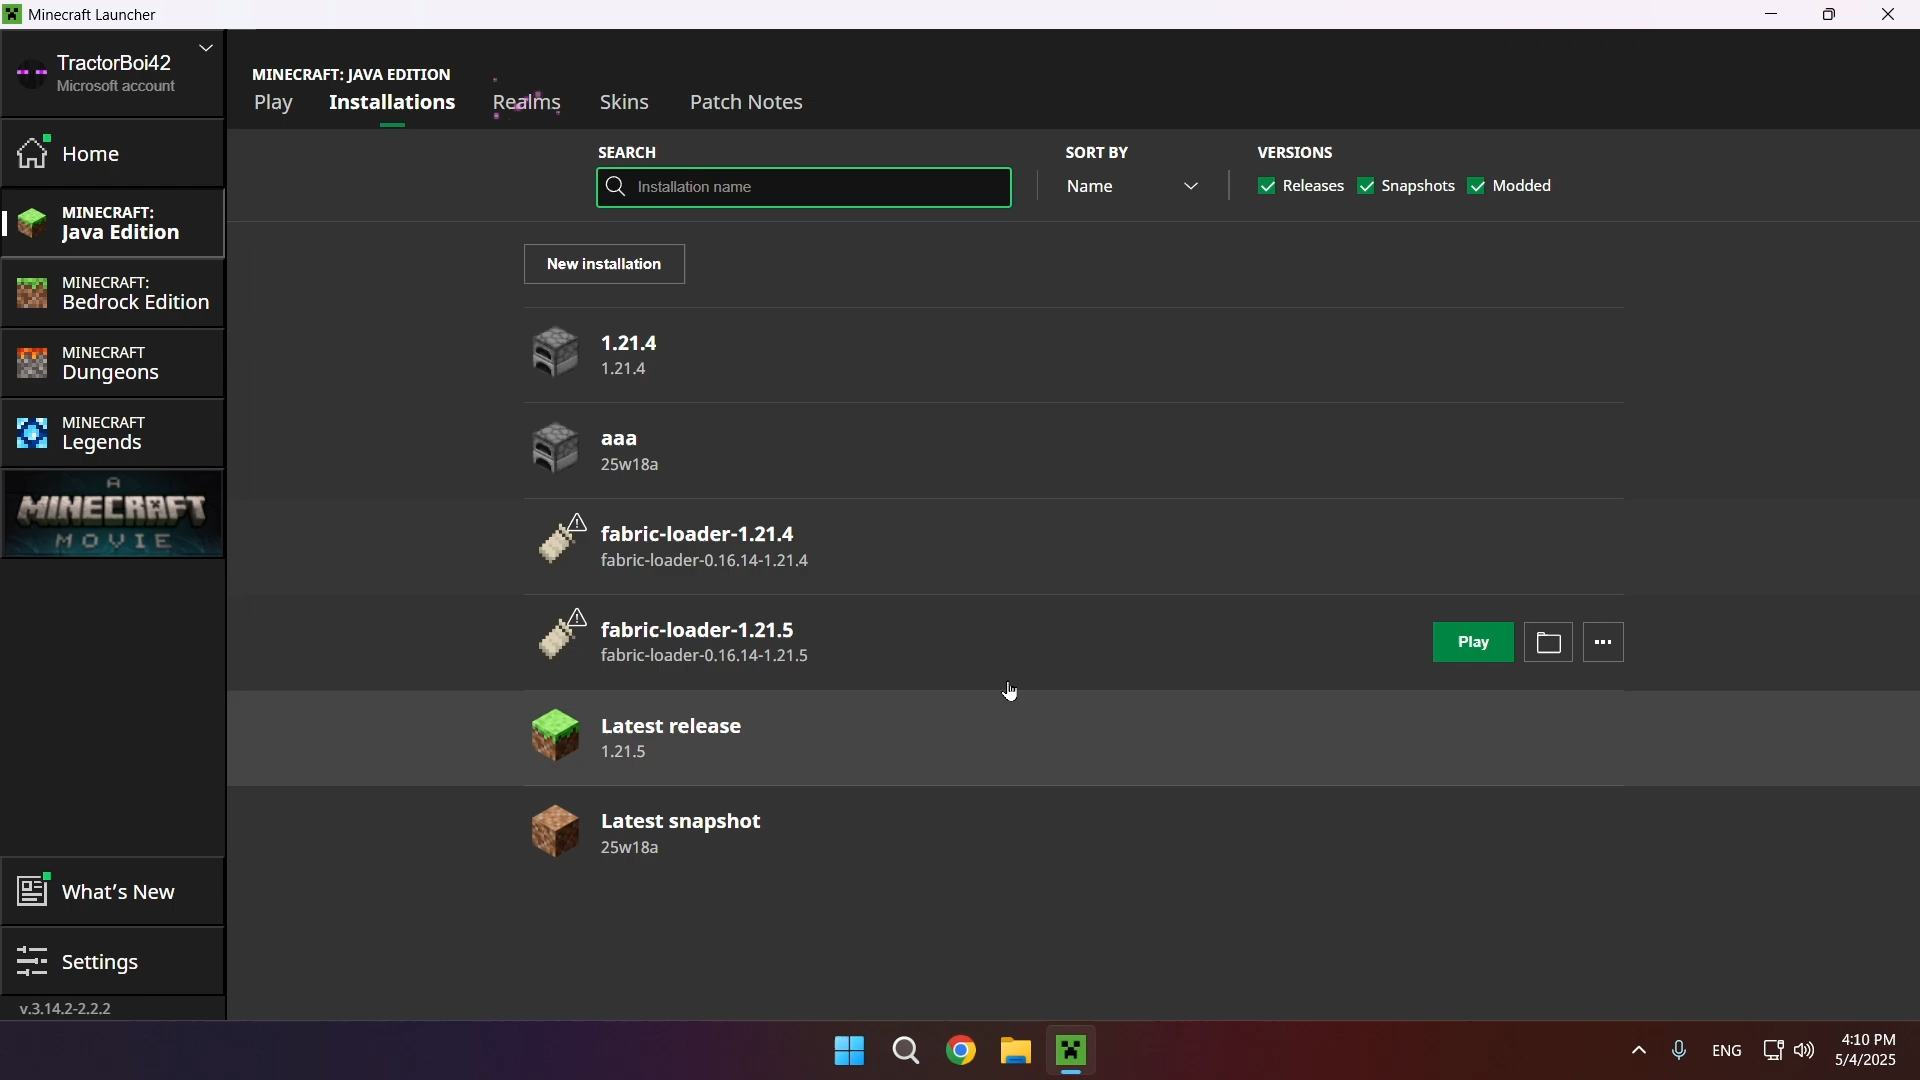 Minecraft Launcher
TractorBoi42
Microsoft account
Home
MINECRAFT:
Java Edition
MINECRAFT:
Bedrock Edition
MINECRAFT
Dungeons
MINECRAFT
Legends
A
MINECRAFT
MOVIE
What's New
Settings
v.3.14.2-2.2.2
MINECRAFT: JAVA EDITION
Play Installations Realms Skins Patch Notes
SEARCH SORT BY VERSIONS
Installation name Name Releases Snapshots Modded
New installation
1.21.4
1.21.4
aaa
25w18a
fabric-loader-1.21.4
fabric-loader-0.16.14-1.21.4
fabric-loader-1.21.5
fabric-loader-0.16.14-1.21.5
Play
Latest release
1.21.5
Latest snapshot
25w18a
ENG
4:10 PM
5/4/2025